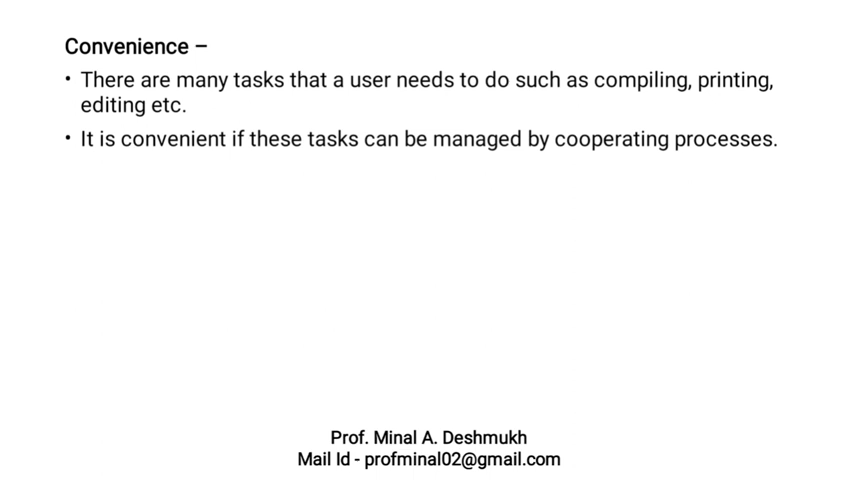 Convenience –
• There are many tasks that a user needs to do such as compiling, printing,
editing etc.
• It is convenient if these tasks can be managed by cooperating processes.
Prof. Minal A. Deshmukh
Mail Id - profminal02@gmail.com